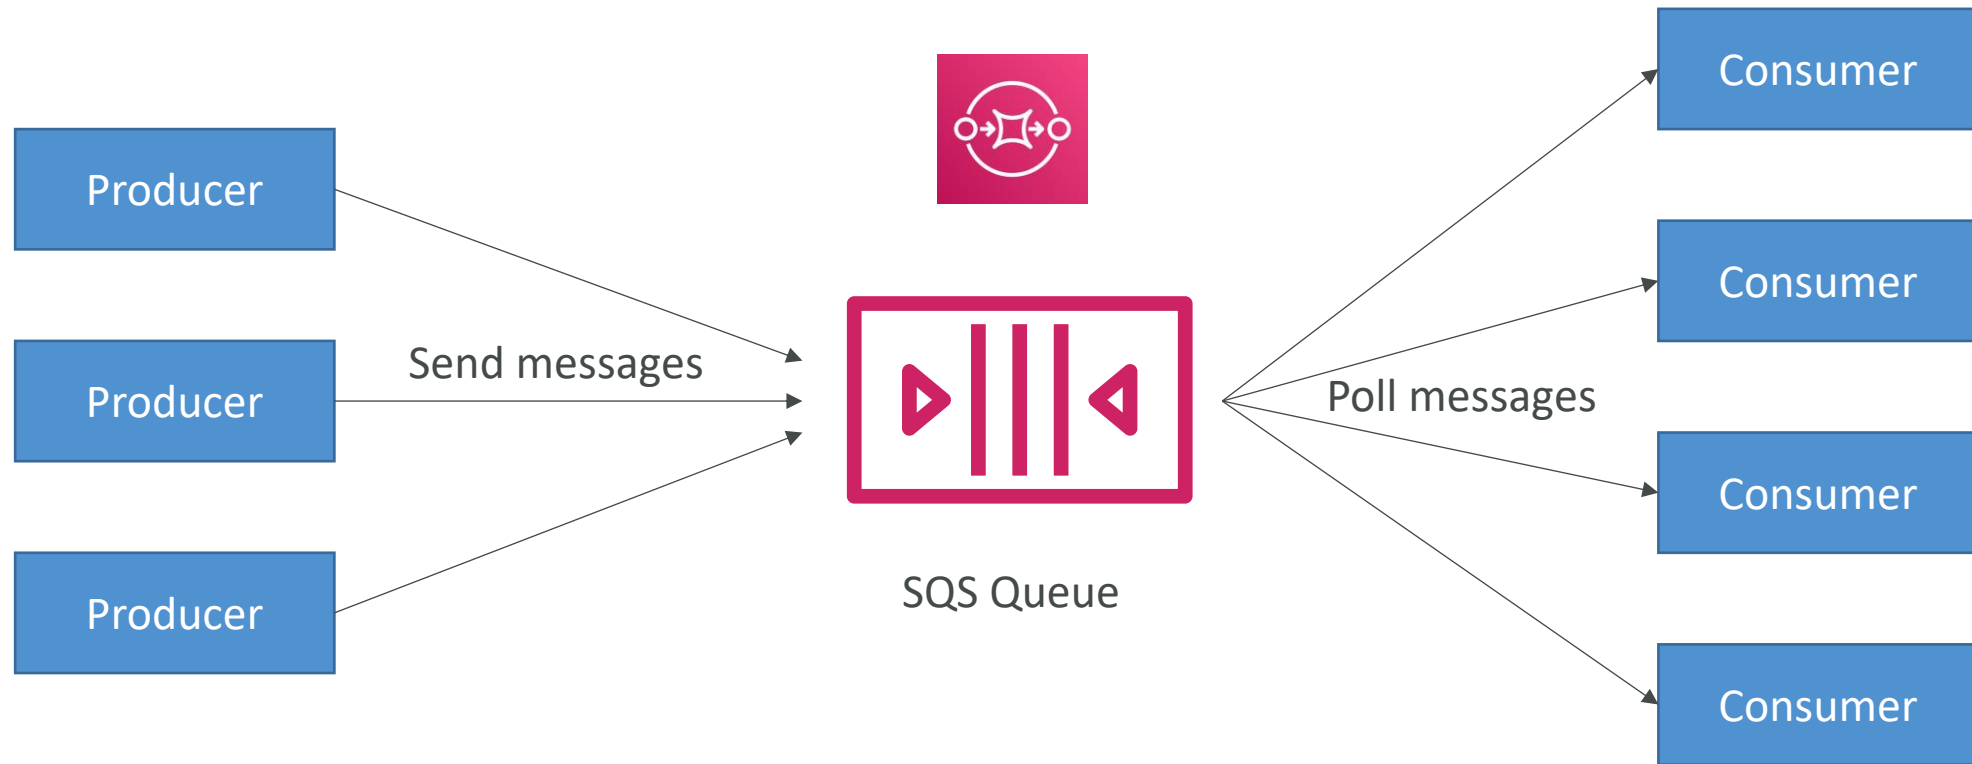 Producer
Producer
Producer
Send messages
SQS Queue
Poll messages
Consumer
Consumer
Consumer
Consumer